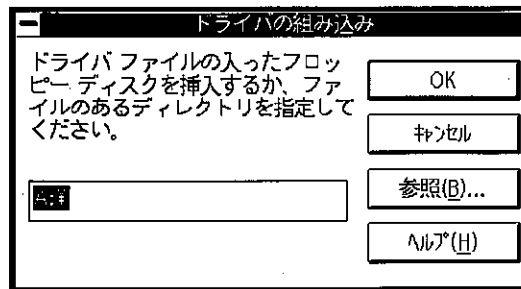 ドライバの組み込み
ドライバ ファイルの入ったフロッ
ピー ディスクを挿入するか、ファ
イルのあるディレクトリを指定して
ください。
A:¥
OK
ｷｬﾝｾﾙ
参照(B)...
ﾍﾙﾌﾟ(H)